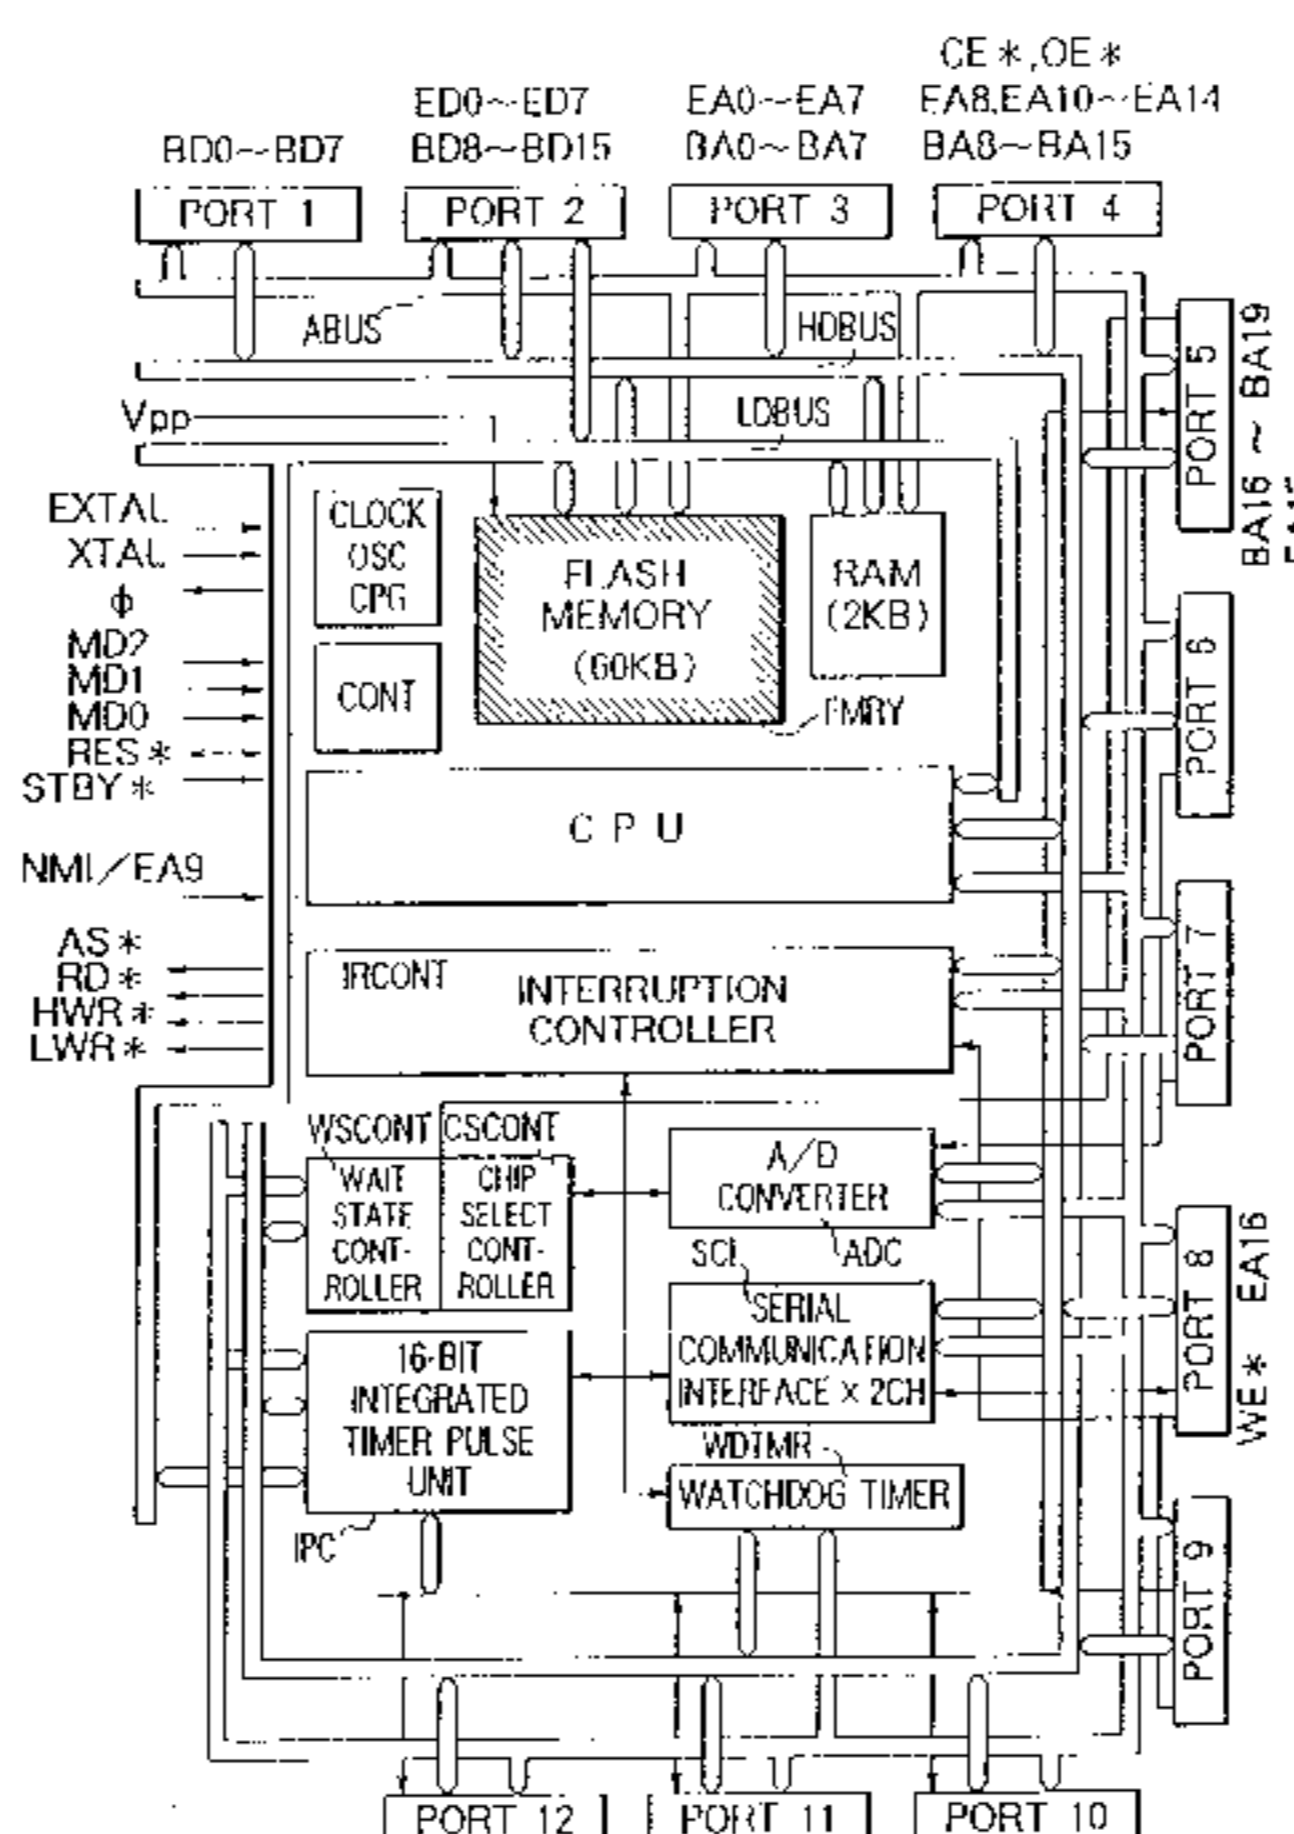 CE*,OE*
ED0~ED7
EA0~EA7
EA8,EA10~EA14
BD0~BD7
BD8~BD15
BA0~BA7
BA8~BA15
PORT 1
PORT 2
PORT 3
PORT 4
ABUS
HDBUS
LDBUS
Vpp
PORT 5
BA16 ~ BA19
EXTAL
XTAL
ϕ
MD2
MD1
MD0
RES*
STBY*
CLOCK
OSC
CPG
CONT
FLASH
MEMORY
(60KB)
RAM
(2KB)
FMRY
PORT 6
CPU
NMI/EA9
AS*
RD*
HWR*
LWR*
IRCONT
INTERRUPTION
CONTROLLER
PORT 7
WSCONT
CSCONT
WAIT
STATE
CONT-
ROLLER
CHIP
SELECT
CONT-
ROLLER
A/D
CONVERTER
ADC
SCI
SERIAL
COMMUNICATION
INTERFACE × 2CH
PORT 8
WE* EA16
16-BIT
INTEGRATED
TIMER PULSE
UNIT
IPC
WDTMR
WATCHDOG TIMER
PORT 9
PORT 12
PORT 11
PORT 10